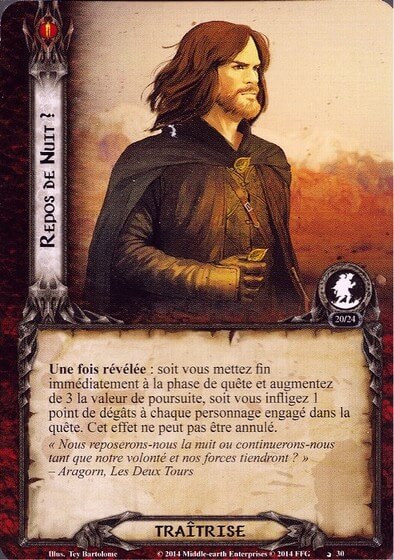 REPOS DE NUIT ?
20/24
Une fois révélée : soit vous mettez fin
immédiatement à la phase de quête et augmentez
de 3 la valeur de poursuite, soit vous infligez 1
point de dégâts à chaque personnage engagé dans la
quête. Cet effet ne peut pas être annulé.
« Nous reposerons-nous la nuit ou continuerons-nous
tant que notre volonté et nos forces tiendront ? »
– Aragorn, Les Deux Tours
TRAÎTRISE
Illus. Tey Bartolome © 2014 Middle-earth Enterprises © 2014 FFG 30